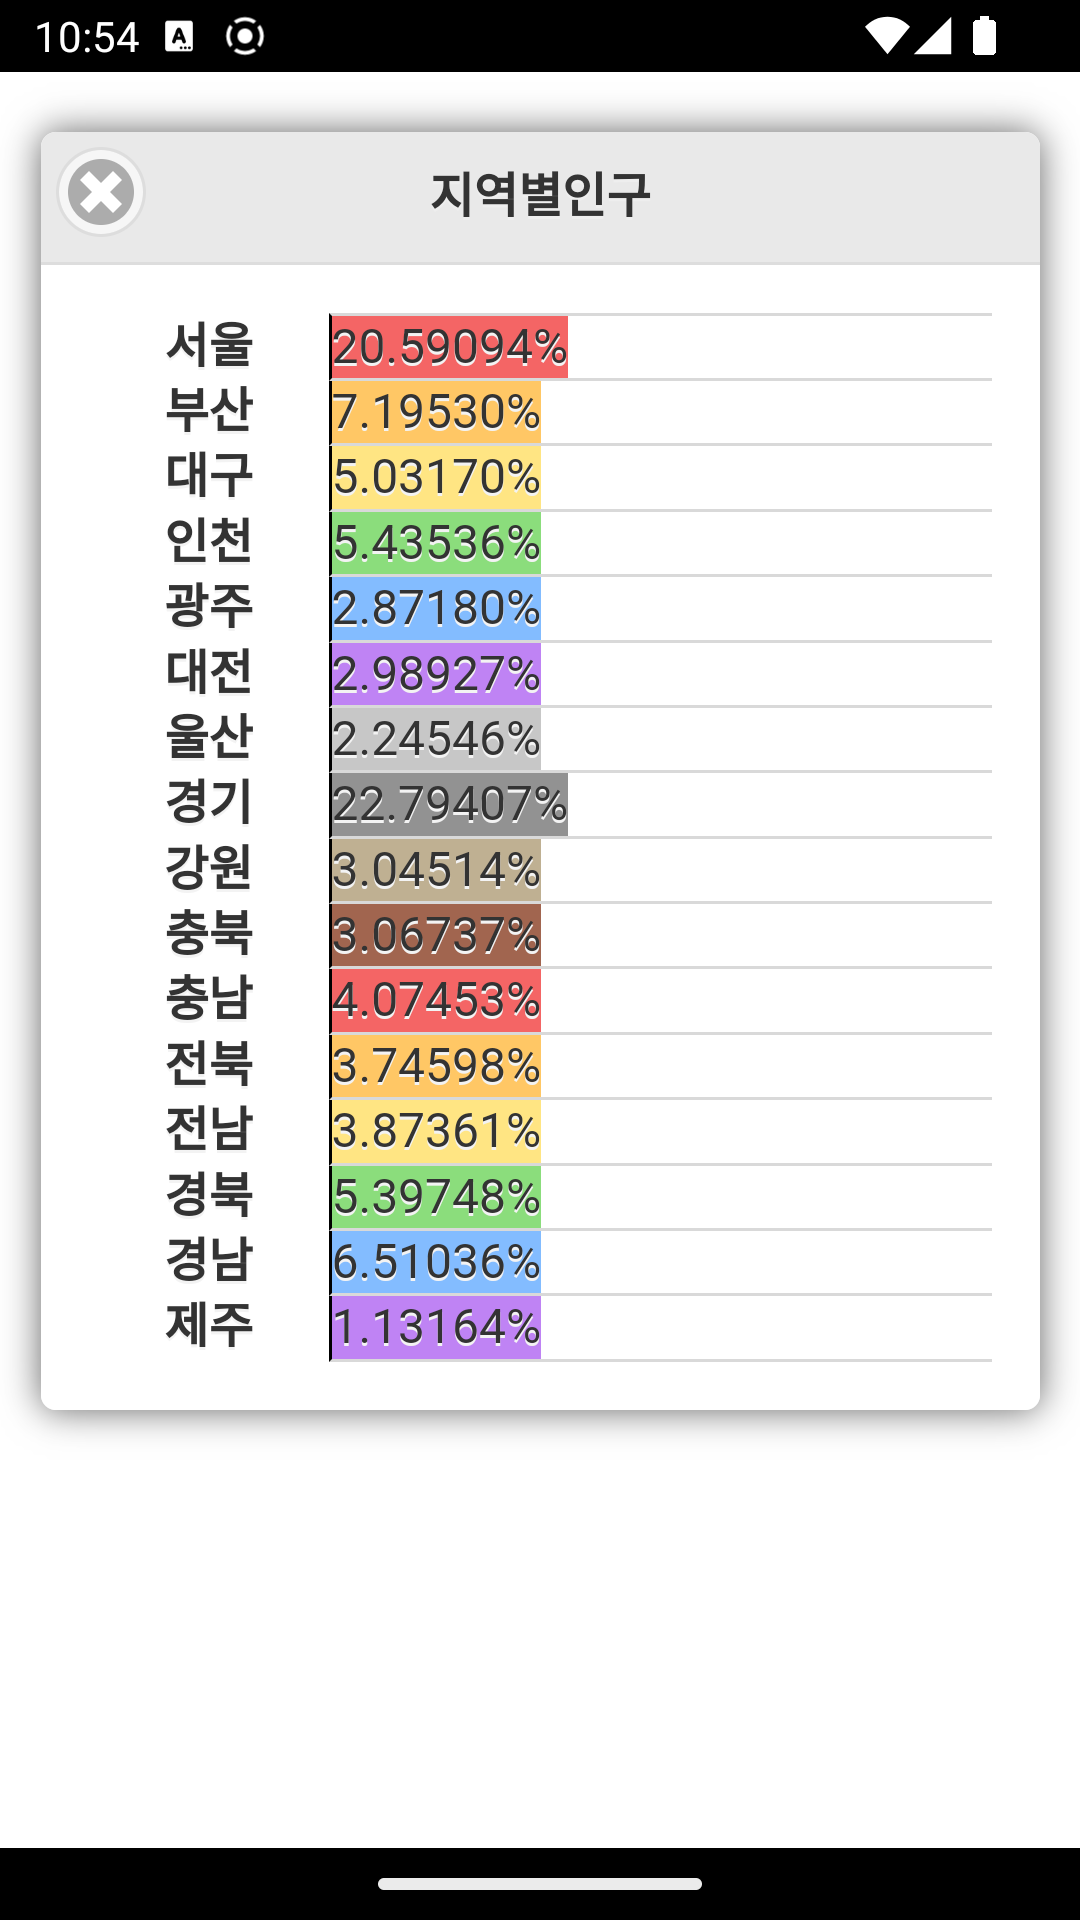 10:54
지역별인구
서울 20.59094%
부산 7.19530%
대구 5.03170%
인천 5.43536%
광주 2.87180%
대전 2.98927%
울산 2.24546%
경기 22.79407%
강원 3.04514%
충북 3.06737%
충남 4.07453%
전북 3.74598%
전남 3.87361%
경북 5.39748%
경남 6.51036%
제주 1.13164%